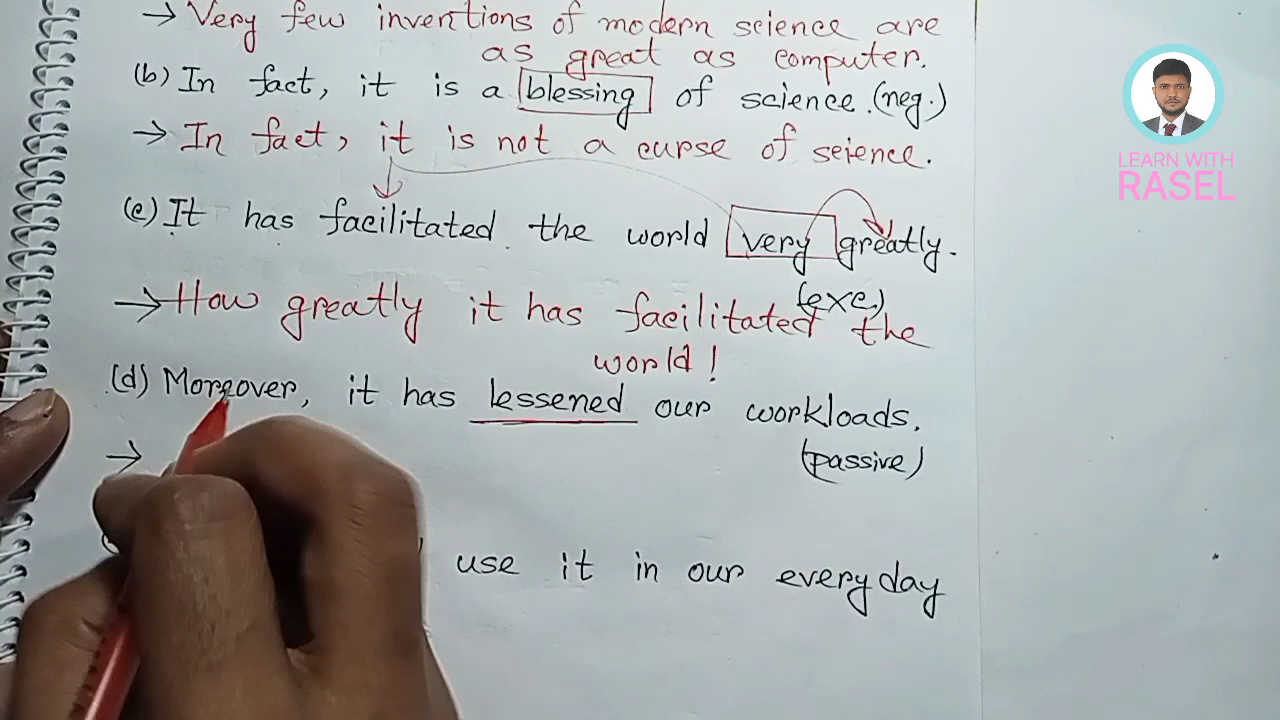 → Very few inventions of modern science are
as great as computer.
(b) In fact, it is a blessing of science. (neg.)
→ In fact, it is not a curse of science.
(c) It has facilitated the world very greatly.
(exc.)
→ How greatly it has facilitated the
world!
(d) Moreover, it has lessened our workloads.
→ (passive)
use it in our everyday
LEARN WITH
RASEL